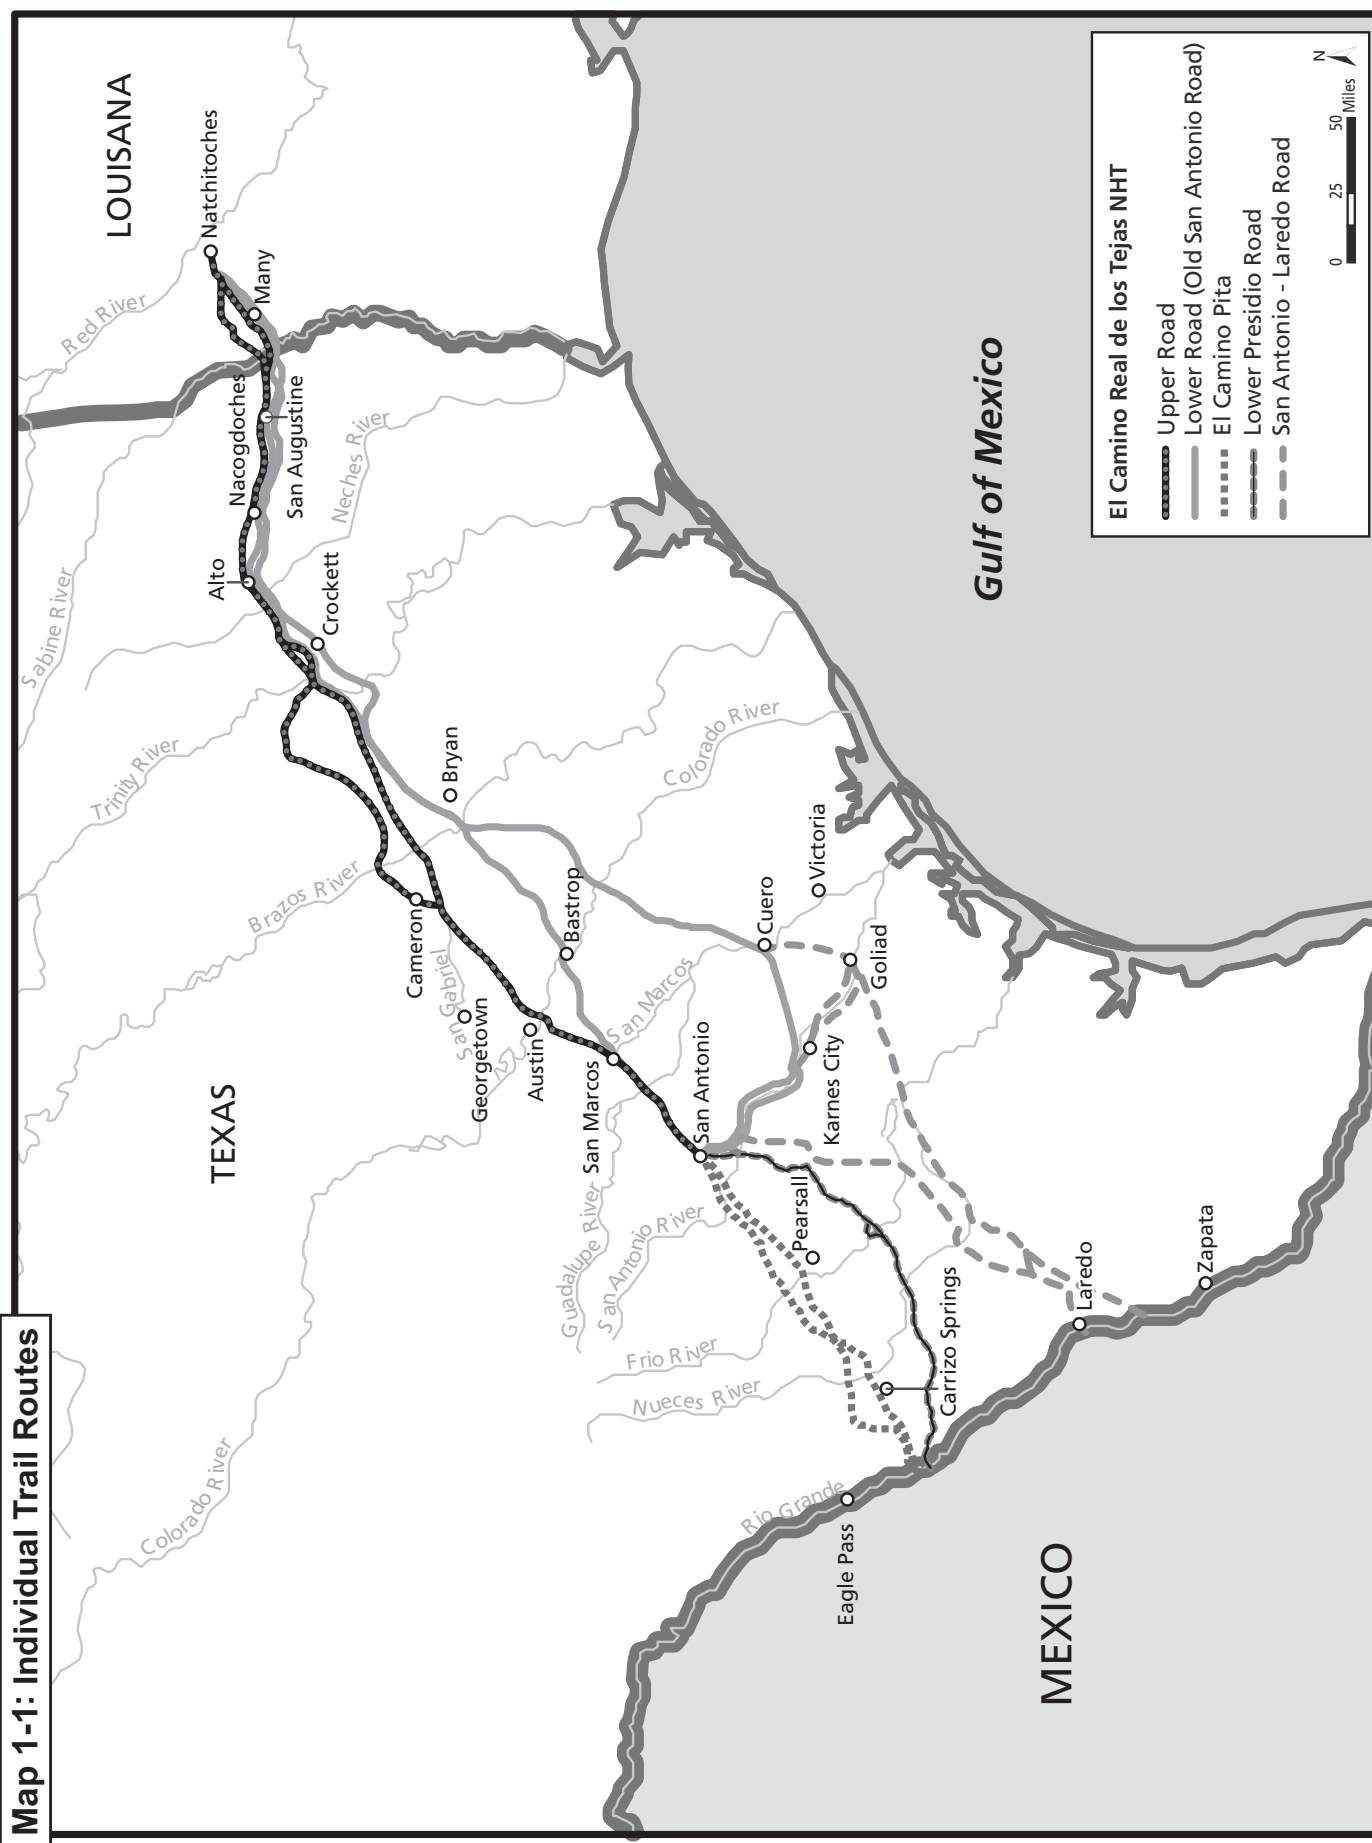 Map 1-1: Individual Trail Routes
LOUISANA
TEXAS
MEXICO
Gulf of Mexico
Natchitoches
Many
Nacogdoches
San Augustine
Alto
Crockett
Bryan
Cameron
Georgetown
Austin
Bastrop
San Marcos
San Antonio
Cuero
Victoria
Goliad
Karnes City
Pearsall
Carrizo Springs
Eagle Pass
Laredo
Zapata
Red River
Sabine River
Neches River
Trinity River
Brazos River
Colorado River
Colorado River
San Gabriel
San Marcos
Guadalupe River
San Antonio River
Frio River
Nueces River
Rio Grande
El Camino Real de los Tejas NHT
Upper Road
Lower Road (Old San Antonio Road)
El Camino Pita
Lower Presidio Road
San Antonio - Laredo Road
0 25 50 Miles
N